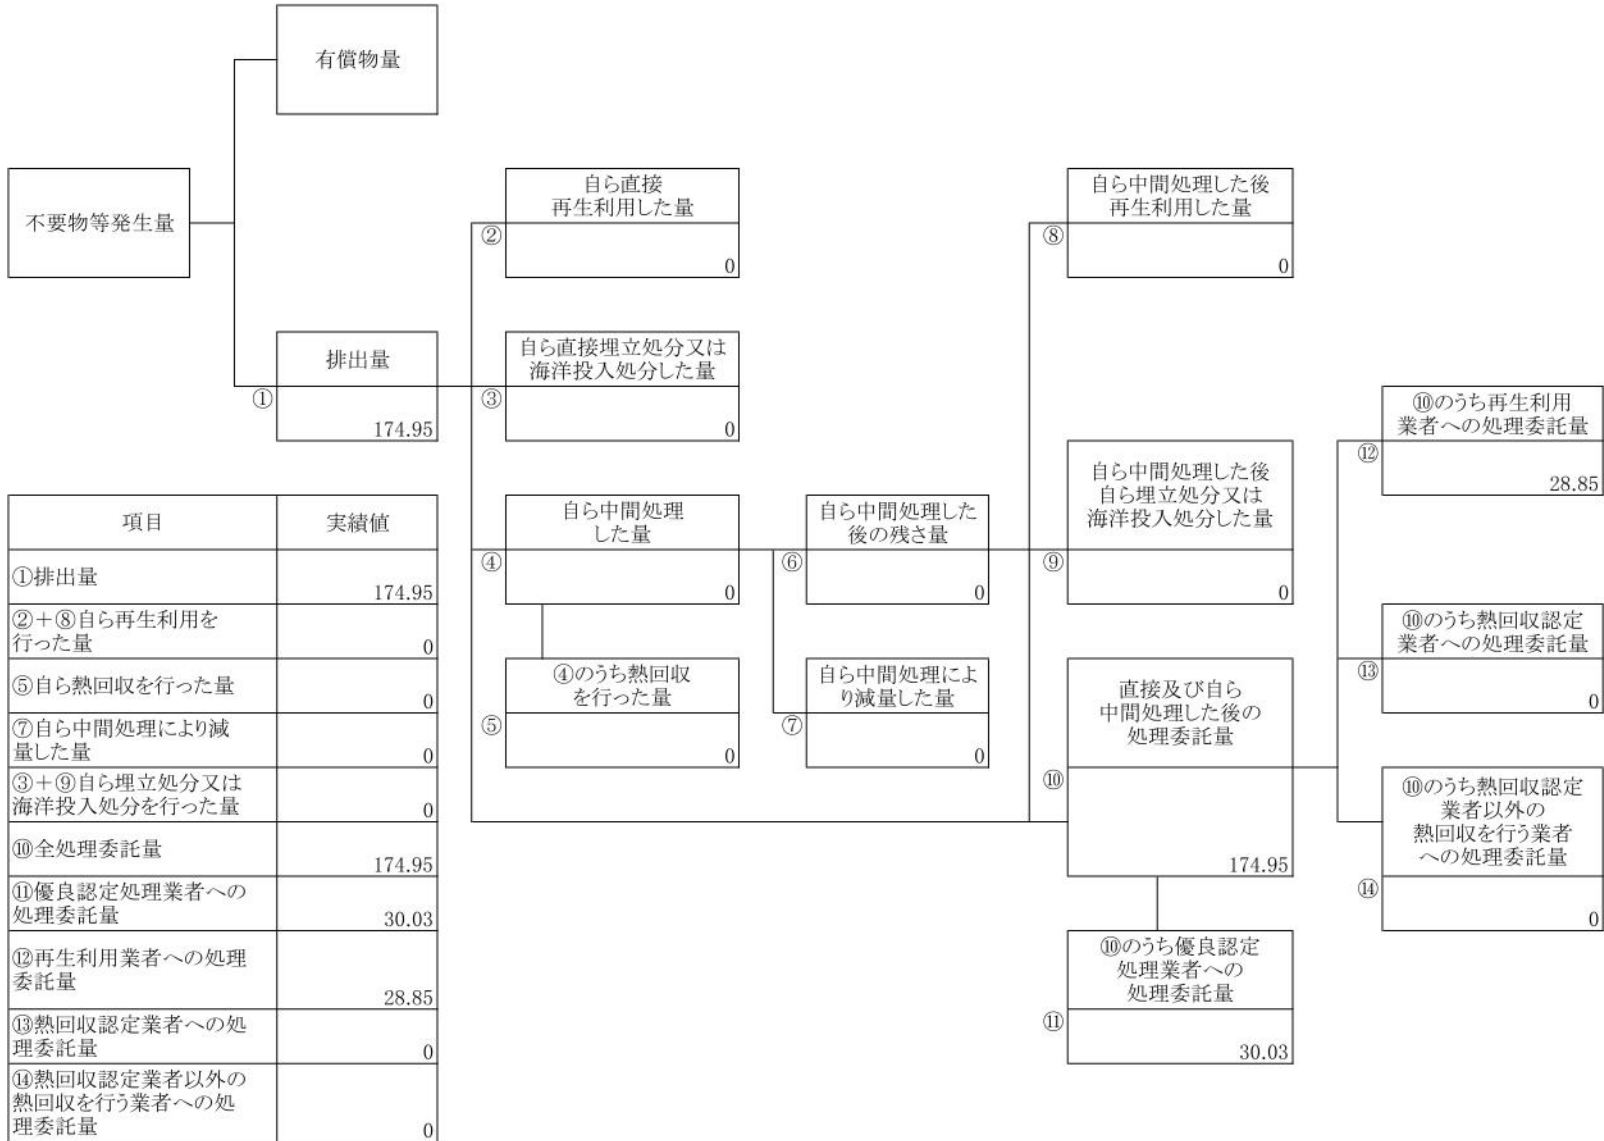 有償物量
不要物等発生量
自ら直接
再生利用した量
②
0
自ら中間処理した後
再生利用した量
⑧
0
排出量
①
174.95
自ら直接埋立処分又は
海洋投入処分した量
③
0
⑩のうち再生利用
業者への処理委託量
⑫
28.85
自ら中間処理した後
自ら埋立処分又は
海洋投入処分した量
⑨
0
自ら中間処理
した量
④
0
自ら中間処理した
後の残さ量
⑥
0
⑩のうち熱回収認定
業者への処理委託量
⑬
0
④のうち熱回収
を行った量
⑤
0
自ら中間処理によ
り減量した量
⑦
0
直接及び自ら
中間処理した後の
処理委託量
⑩
174.95
⑩のうち熱回収認定
業者以外の
熱回収を行う業者
への処理委託量
⑭
0
⑩のうち優良認定
処理業者への
処理委託量
⑪
30.03
項目 実績値
①排出量 174.95
②+⑧自ら再生利用を
行った量 0
⑤自ら熱回収を行った量 0
⑦自ら中間処理により減
量した量 0
③+⑨自ら埋立処分又は
海洋投入処分を行った量 0
⑩全処理委託量 174.95
⑪優良認定処理業者への
処理委託量 30.03
⑫再生利用業者への処理
委託量 28.85
⑬熱回収認定業者への処
理委託量 0
⑭熱回収認定業者以外の
熱回収を行う業者への処
理委託量 0